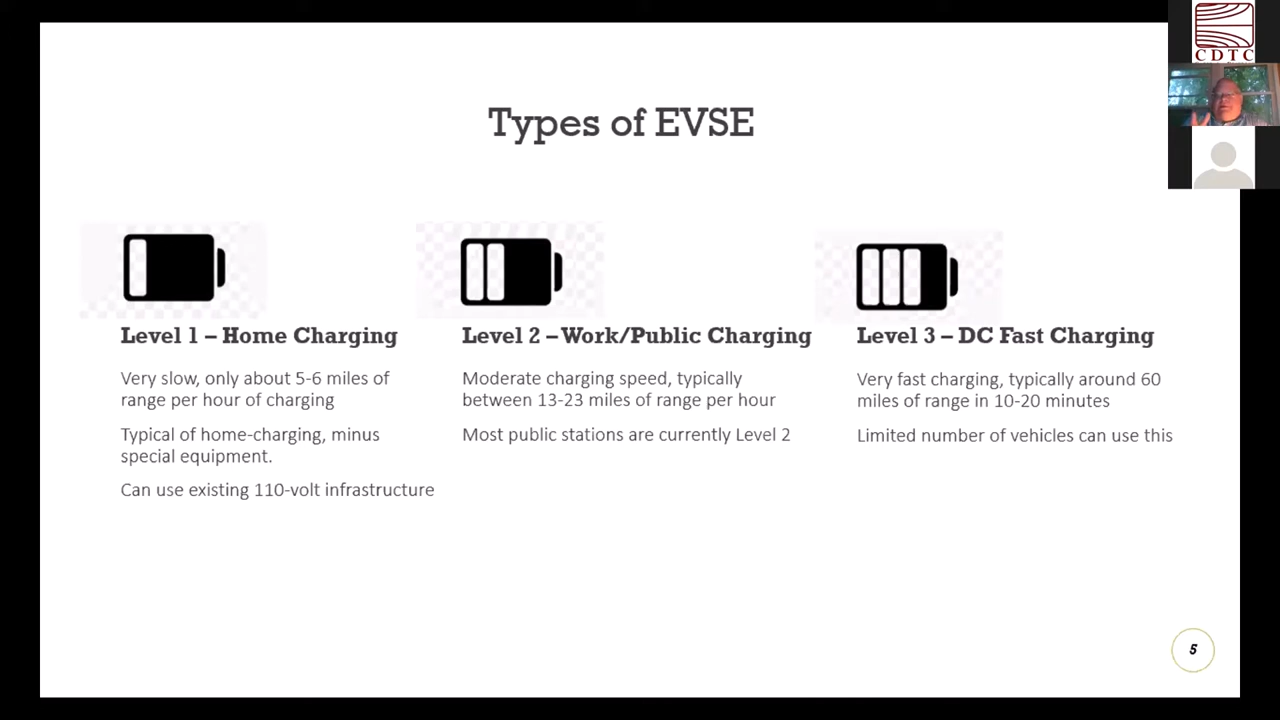 CDTC
Types of EVSE
Level 1 – Home Charging
Very slow, only about 5-6 miles of
range per hour of charging
Typical of home-charging, minus
special equipment.
Can use existing 110-volt infrastructure
Level 2 – Work/Public Charging
Moderate charging speed, typically
between 13-23 miles of range per hour
Most public stations are currently Level 2
Level 3 – DC Fast Charging
Very fast charging, typically around 60
miles of range in 10-20 minutes
Limited number of vehicles can use this
5